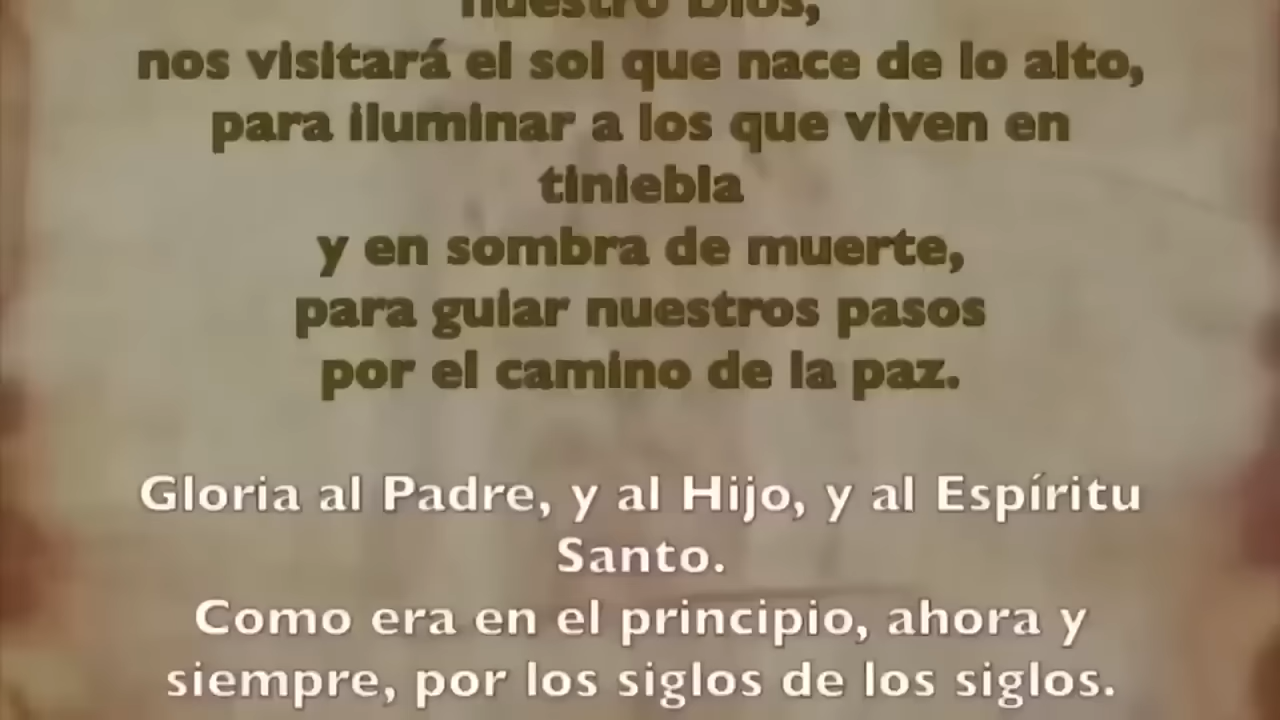 nuestro Dios,
nos visitará el sol que nace de lo alto,
para iluminar a los que viven en
tiniebla
y en sombra de muerte,
para guiar nuestros pasos
por el camino de la paz.
Gloria al Padre, y al Hijo, y al Espíritu
Santo.
Como era en el principio, ahora y
siempre, por los siglos de los siglos.